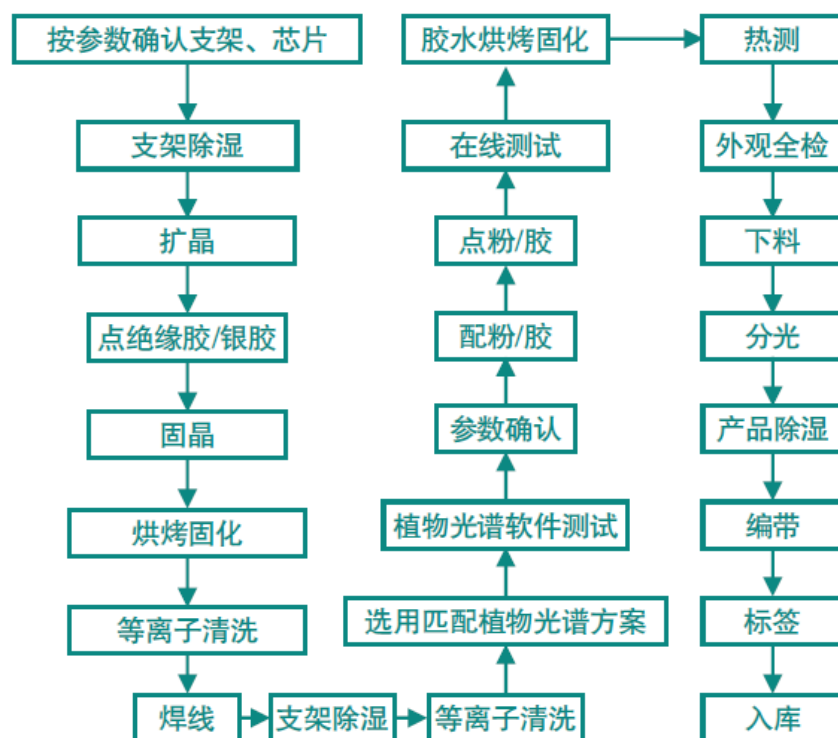 按参数确认支架、芯片
支架除湿
扩晶
点绝缘胶/银胶
固晶
烘烤固化
等离子清洗
焊线
支架除湿
等离子清洗
选用匹配植物光谱方案
植物光谱软件测试
参数确认
配粉/胶
点粉/胶
在线测试
胶水烘烤固化
热测
外观全检
下料
分光
产品除湿
编带
标签
入库